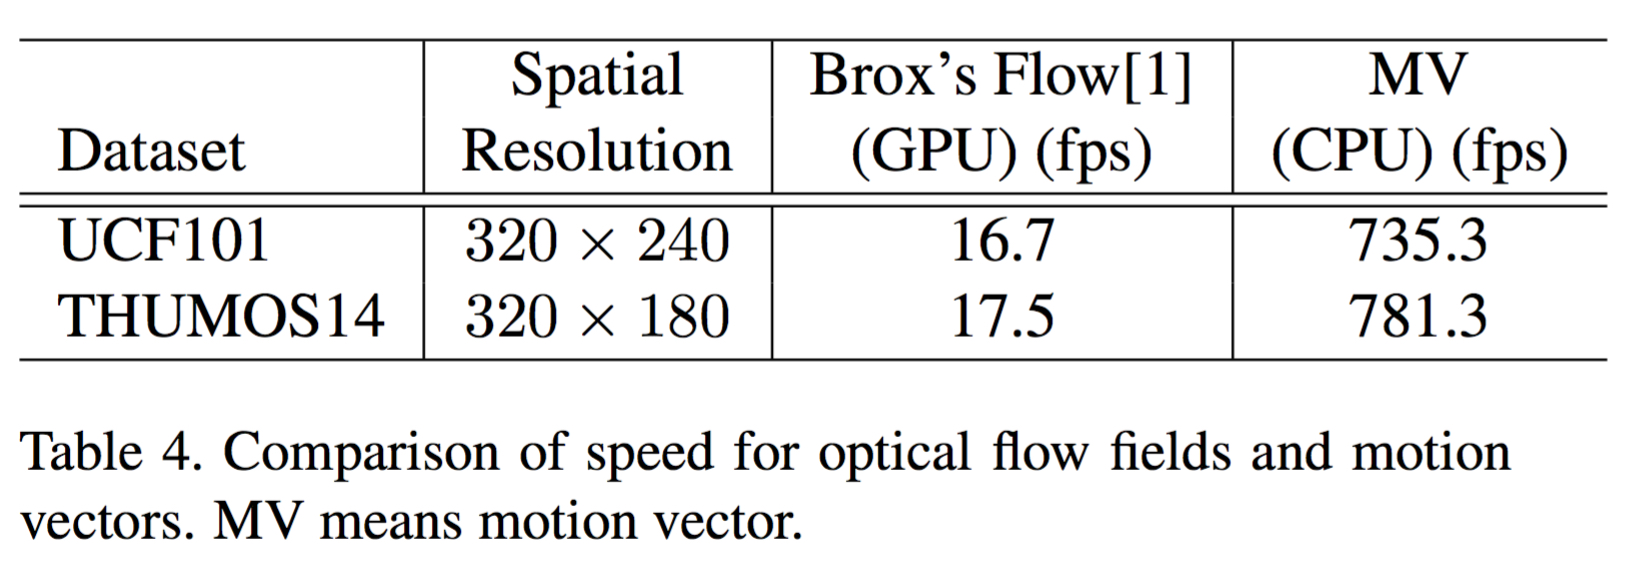 Dataset Spatial Resolution Brox's Flow[1] (GPU) (fps) MV (CPU) (fps)
UCF101 320 × 240 16.7 735.3
THUMOS14 320 × 180 17.5 781.3
Table 4. Comparison of speed for optical flow fields and motion
vectors. MV means motion vector.